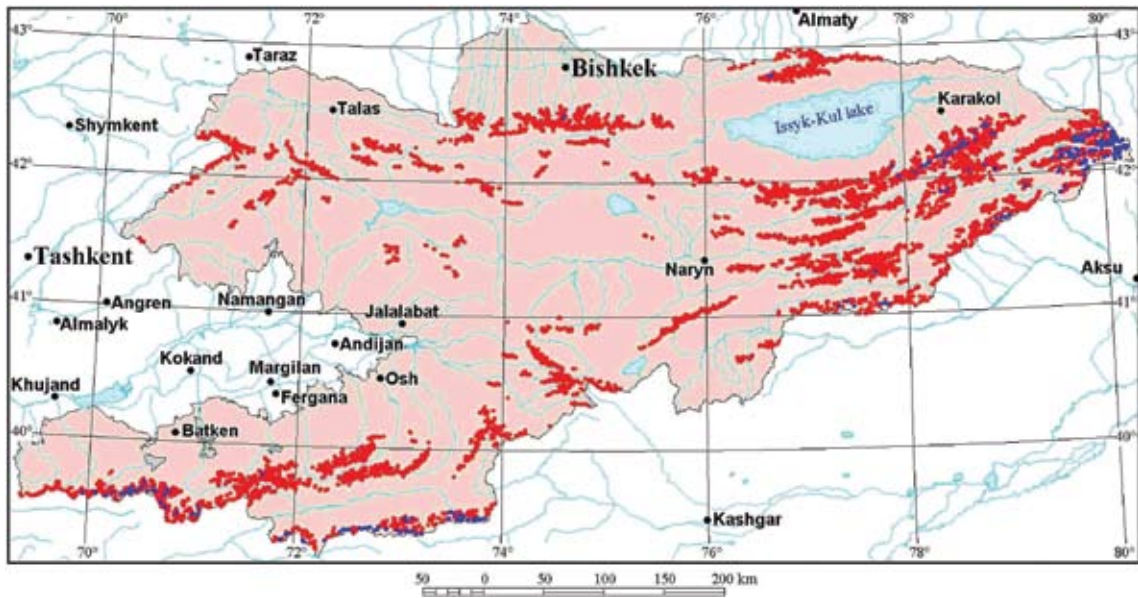 43° 72° 74° 76° Almaty 78° 80° 43°
Taraz
Bishkek
Talas
Karakol
Shymkent
Issyk-Kul lake
42° 42°
Tashkent
Naryn
Aksu
41° Angren Namangan 41°
Almalyk Jalalabat
Andijan
Kokand Margilan Osh
Khujand Fergana
40° Batken 40°
Kashgar
70° 72° 74° 76° 78° 80°
50 0 50 100 150 200 km